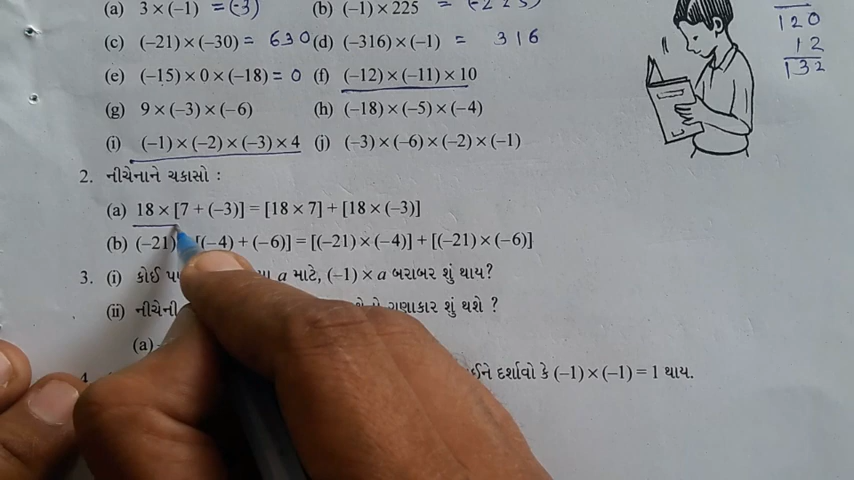 (a) 3 × (−1) = (−3) (b) (−1) × 225 = (−225)
(c) (−21) × (−30) = 630 (d) (−316) × (−1) = 316
(e) (−15) × 0 × (−18) = 0 (f) (−12) × (−11) × 10
(g) 9 × (−3) × (−6) (h) (−18) × (−5) × (−4)
(i) (−1) × (−2) × (−3) × 4 (j) (−3) × (−6) × (−2) × (−1)
120
12
132
2. નીચેનાને ચકાસો :
(a) 18 × [7 + (−3)] = [18 × 7] + [18 × (−3)]
(b) (−21) [(−4) + (−6)] = [(−21) × (−4)] + [(−21) × (−6)]
3. (i) કોઈ a માટે, (−1) × a બરાબર શું થાય?
(ii) નીચેની ગુણાકાર શું થશે ?
(a)
4. દર્શાવો કે (−1) × (−1) = 1 થાય.